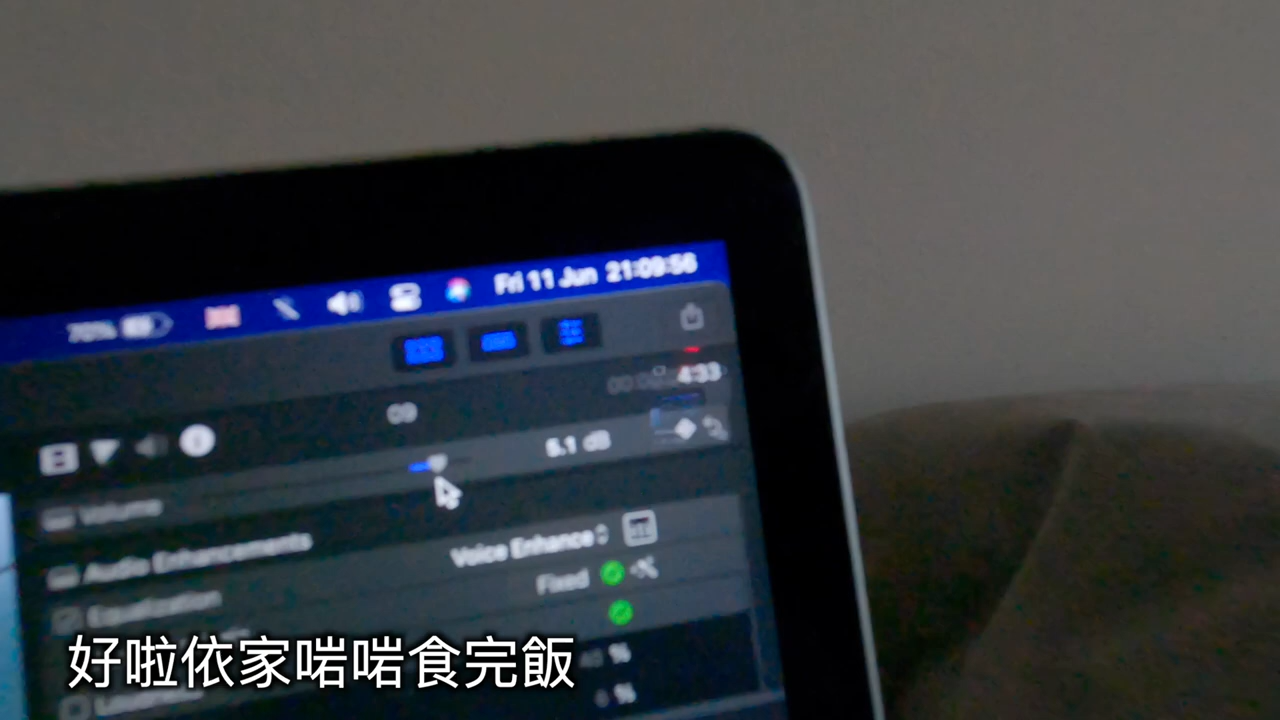 70%
Fri 11 Jun 21:09:56
4:33
09
Volume
5.1 dB
Audio Enhancements
Voice Enhance
Equalization
Fixed
%
%
好啦依家啱啱食完飯